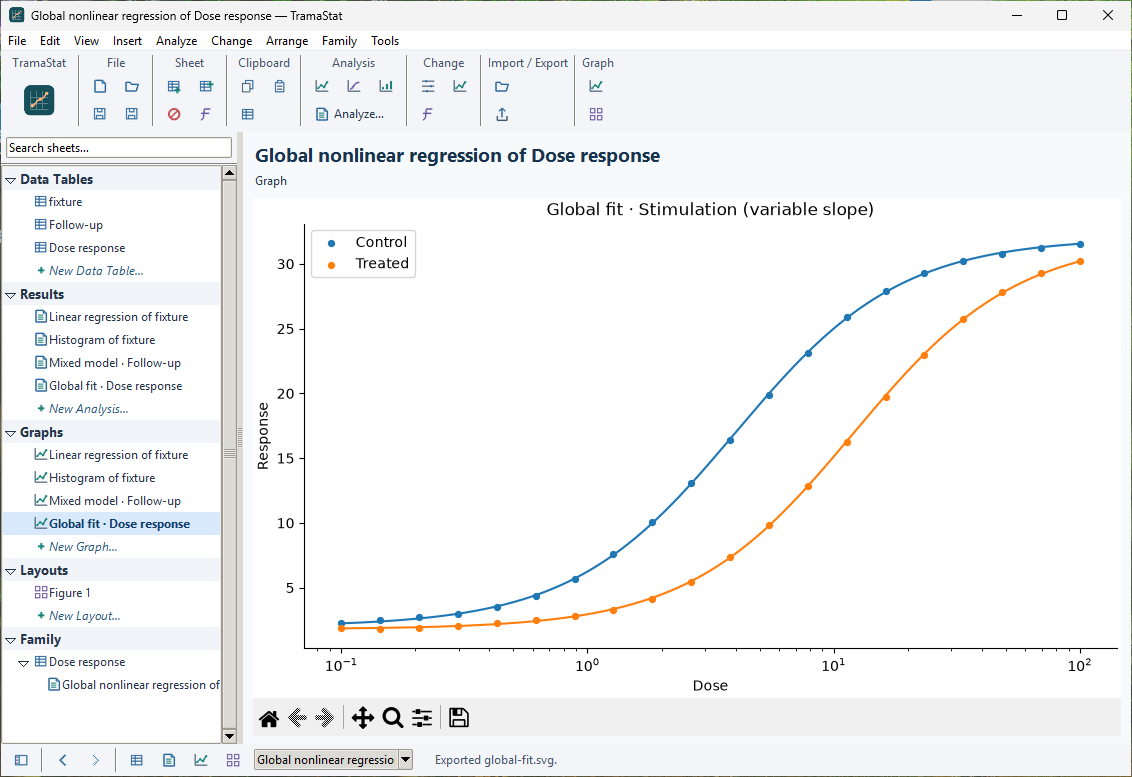 Global nonlinear regression of Dose response — TramaStat
File Edit View Insert Analyze Change Arrange Family Tools
TramaStat File Sheet Clipboard Analysis Change Import / Export Graph
Analyze...
Search sheets...
Data Tables
fixture
Follow-up
Dose response
+ New Data Table...
Results
Linear regression of fixture
Histogram of fixture
Mixed model · Follow-up
Global fit · Dose response
+ New Analysis...
Graphs
Linear regression of fixture
Histogram of fixture
Mixed model · Follow-up
Global fit · Dose response
+ New Graph...
Layouts
Figure 1
+ New Layout...
Family
Dose response
Global nonlinear regression of
Global nonlinear regression of Dose response
Graph
Global fit · Stimulation (variable slope)
Control
Treated
30
25
20
15
10
5
Response
10⁻¹ 10⁰ 10¹ 10²
Dose
Global nonlinear regressio
Exported global-fit.svg.